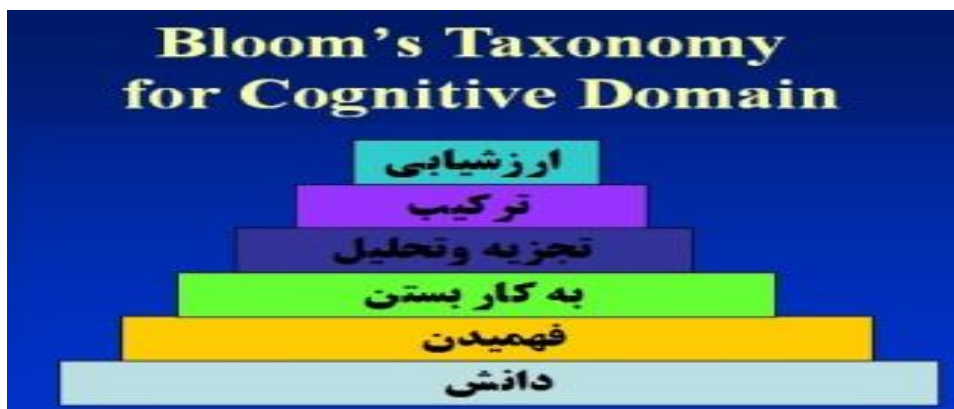 Bloom's Taxonomy
for Cognitive Domain
ارزشیابی
ترکیب
تجزیه وتحلیل
به کار بستن
فهمیدن
دانش